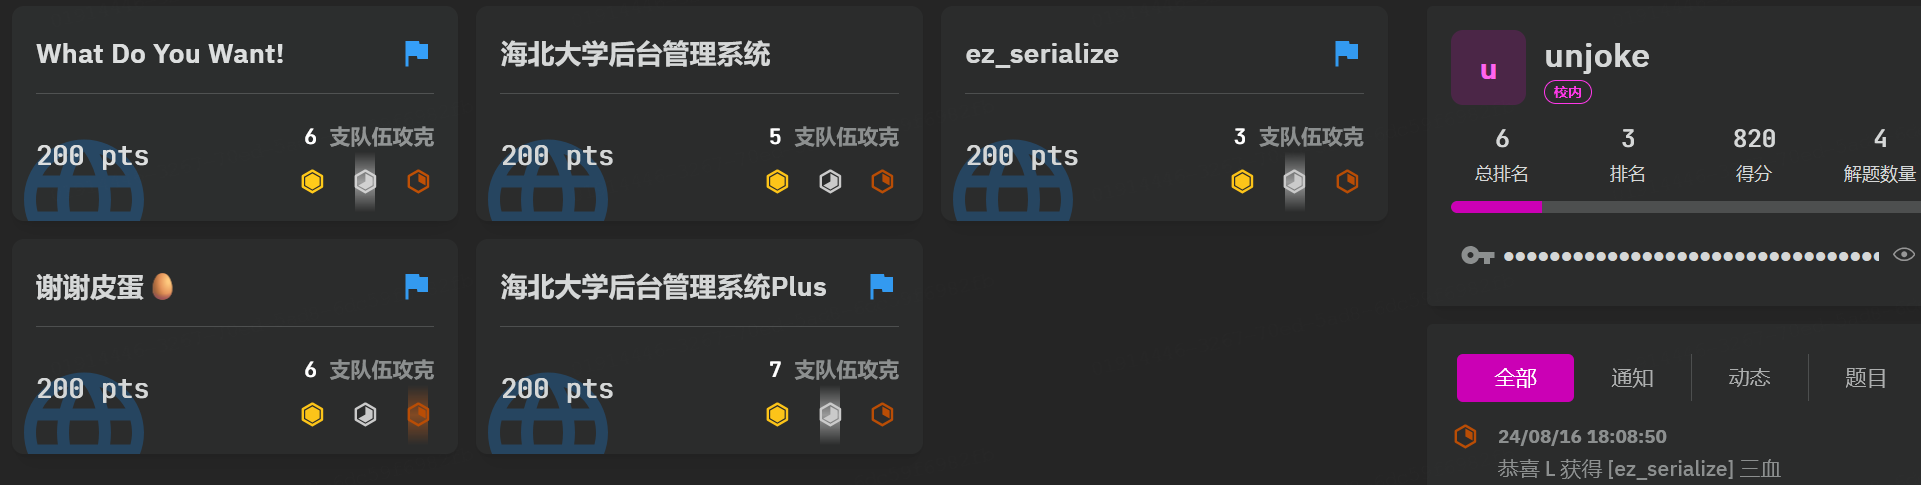 What Do You Want!
6 支队伍攻克
200 pts
海北大学后台管理系统
5 支队伍攻克
200 pts
ez_serialize
3 支队伍攻克
200 pts
谢谢皮蛋
6 支队伍攻克
200 pts
海北大学后台管理系统Plus
7 支队伍攻克
200 pts
u
unjoke
校内
6 3 820 4
总排名 排名 得分 解题数量
全部 通知 动态 题目
24/08/16 18:08:50
恭喜 L 获得 [ez_serialize] 三血